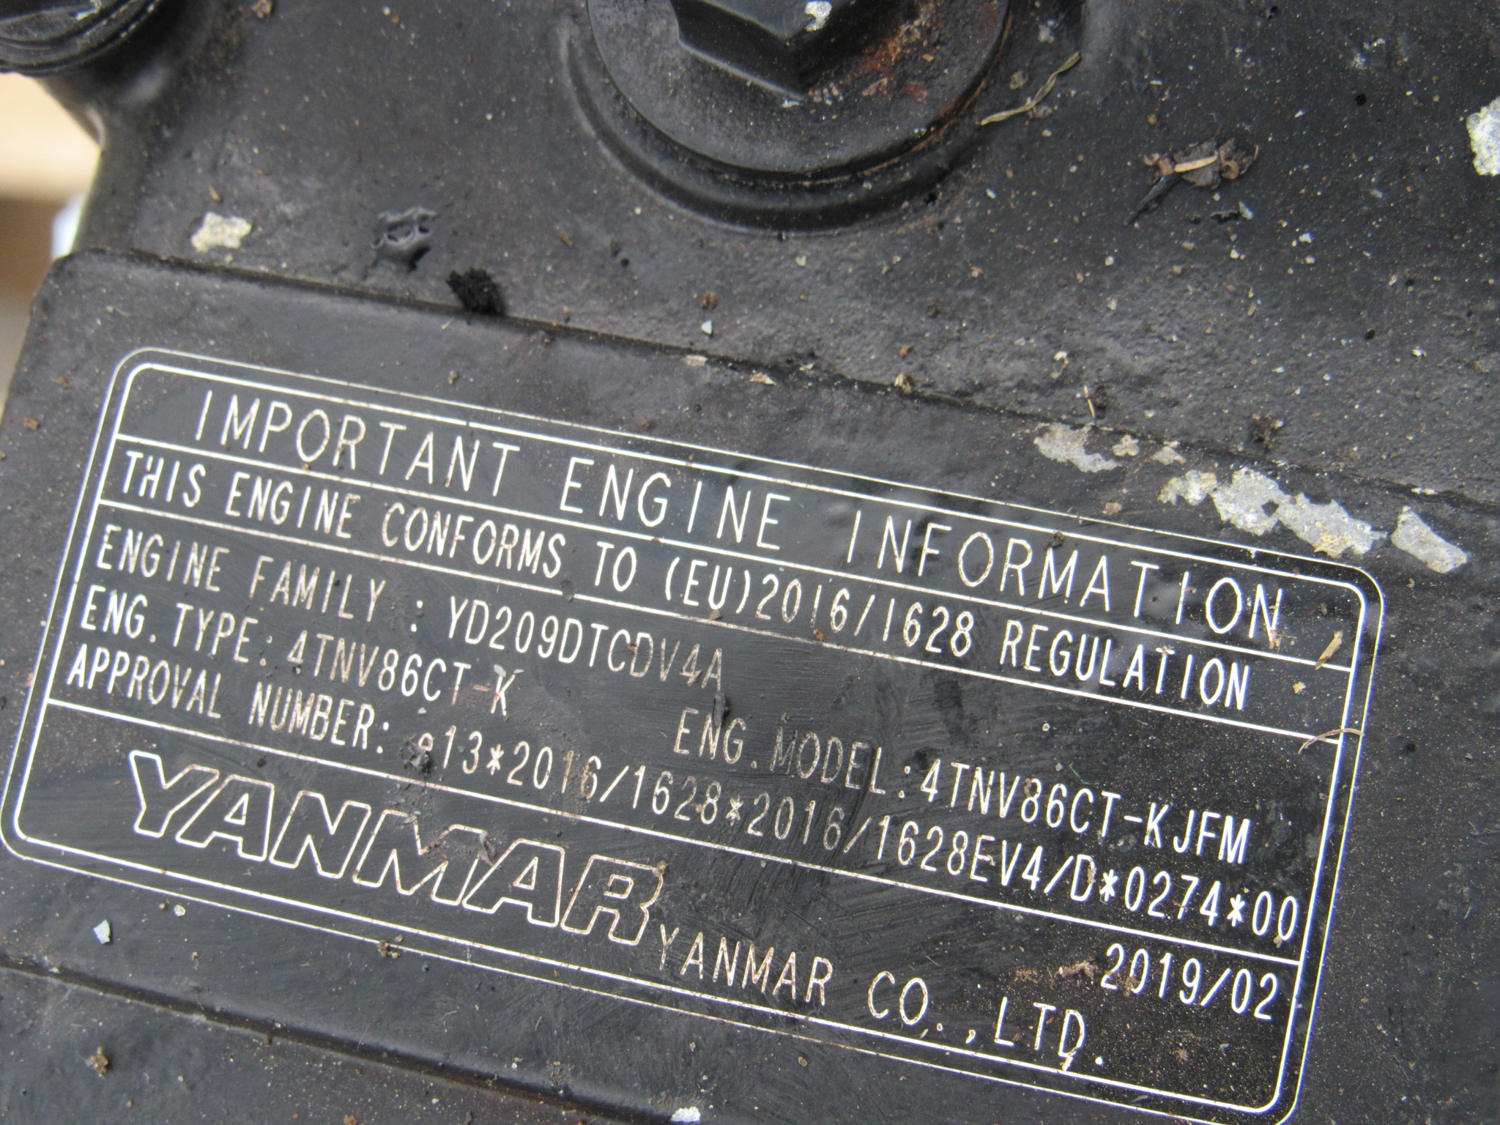 IMPORTANT ENGINE INFORMATION
THIS ENGINE CONFORMS TO (EU)2016/1628 REGULATION
ENGINE FAMILY : YD209DTCDV4A
ENG.TYPE: 4TNV86CT-K ENG.MODEL:4TNV86CT-KJFM
APPROVAL NUMBER: e13*2016/1628*2016/1628EV4/D*0274*00
2019/02
YANMAR YANMAR CO.,LTD.